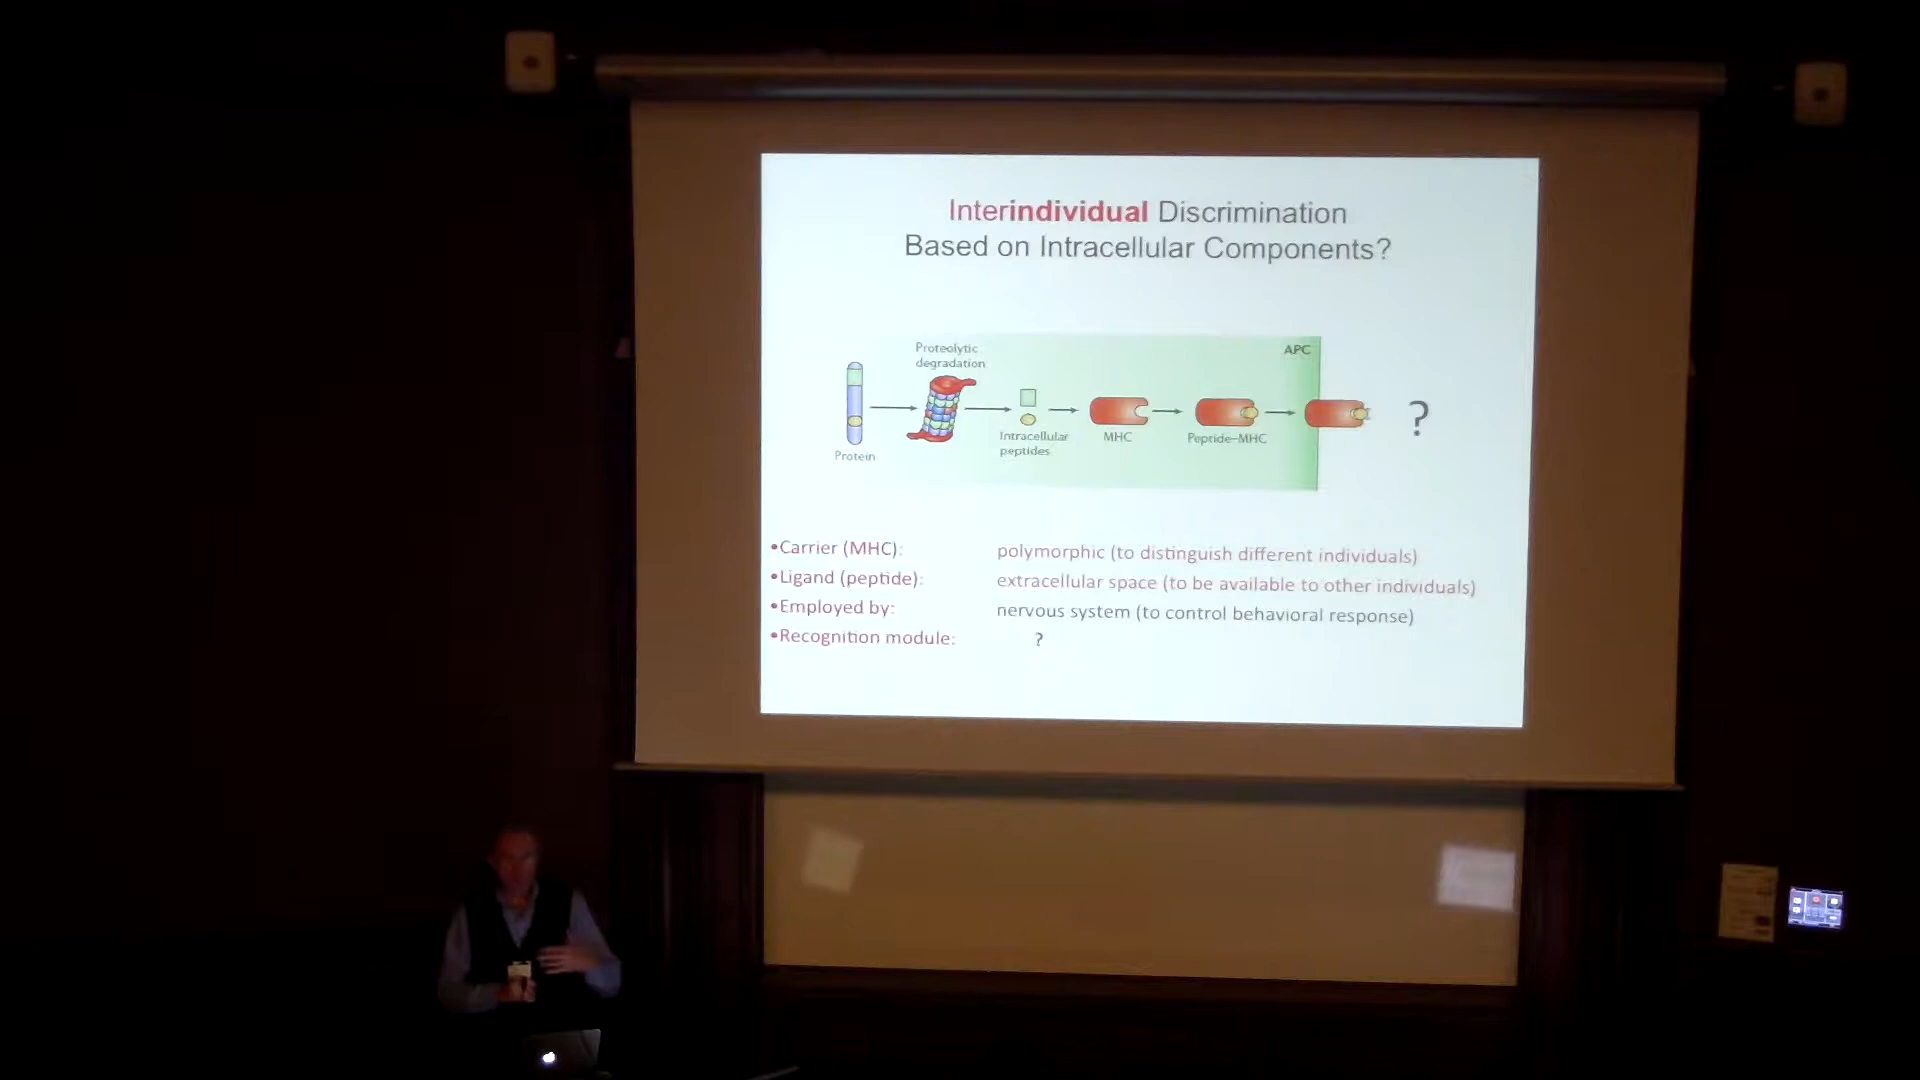 Interindividual Discrimination
Based on Intracellular Components?
Proteolytic
degradation
APC
Intracellular
peptides
MHC
Peptide–MHC
?
Protein
•Carrier (MHC): polymorphic (to distinguish different individuals)
•Ligand (peptide): extracellular space (to be available to other individuals)
•Employed by: nervous system (to control behavioral response)
•Recognition module: ?